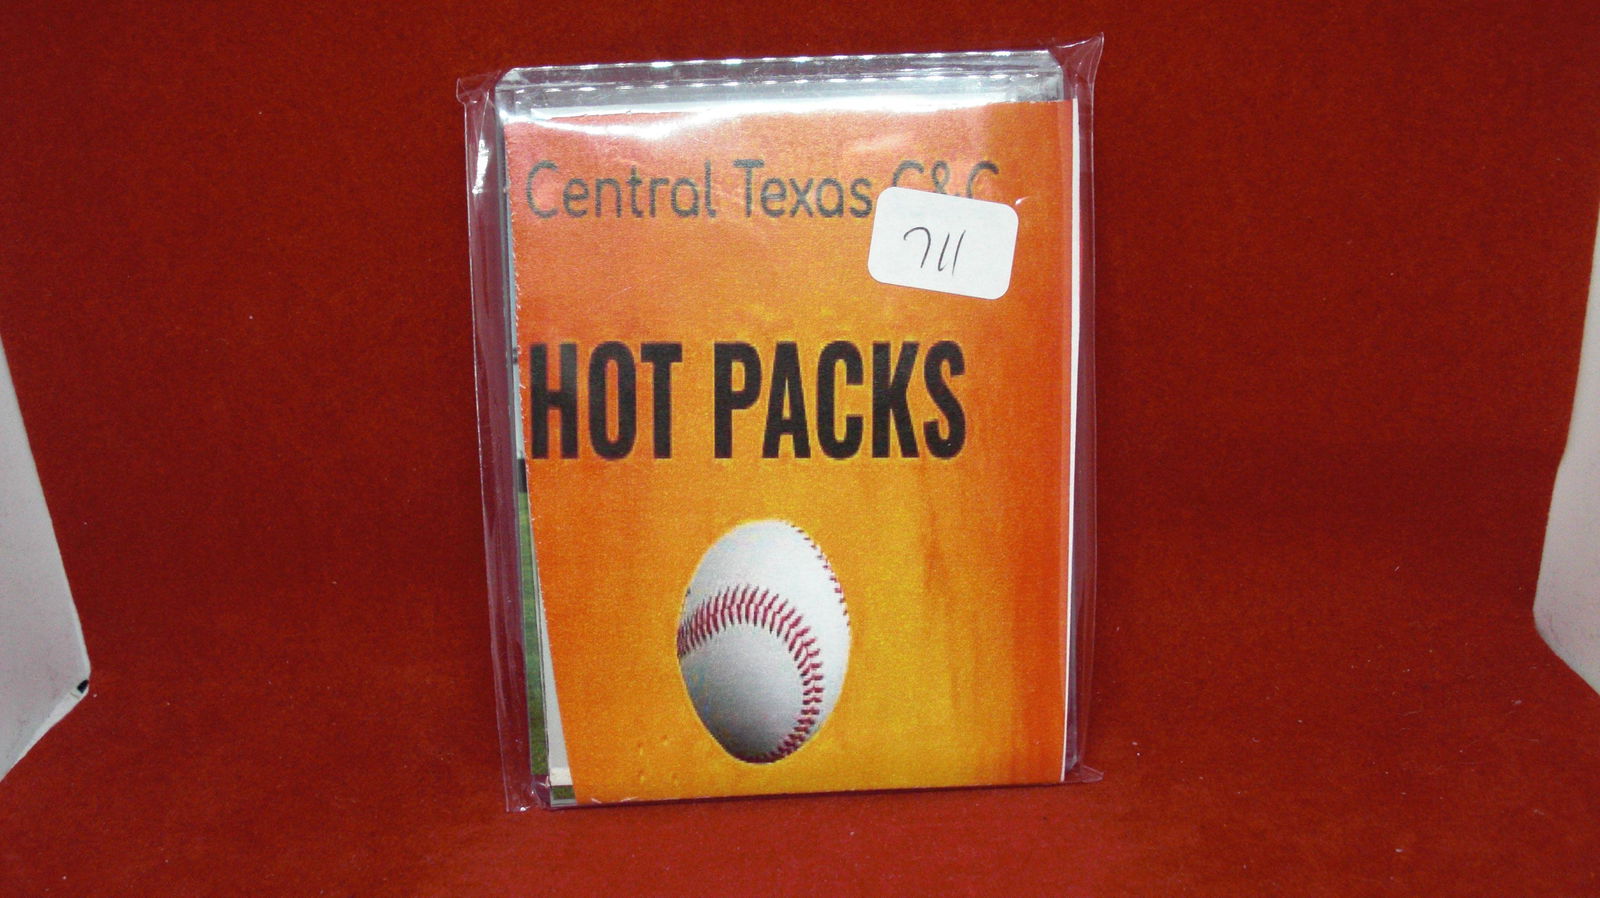 Central Texas C&C
711
HOT PACKS